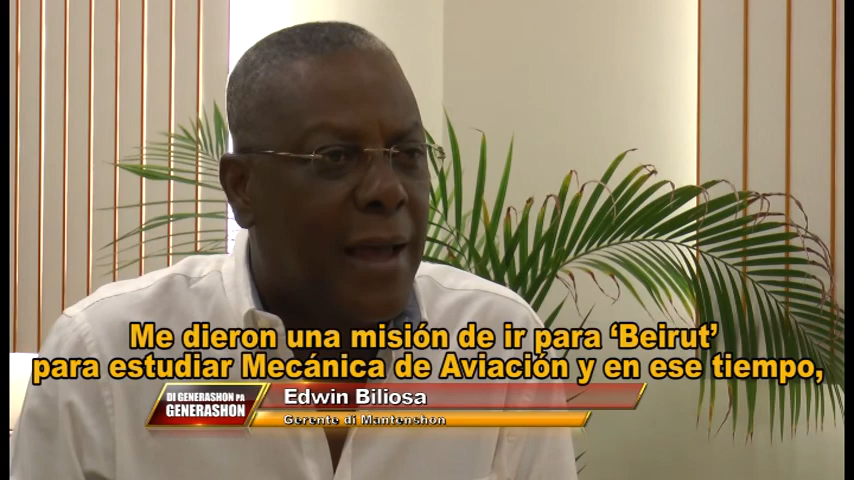 Me dieron una misión de ir para ‘Beirut’
para estudiar Mecánica de Aviación y en ese tiempo,
DI GENERASHON PA
GENERASHON
Edwin Biliosa
Gerente di Mantenshon